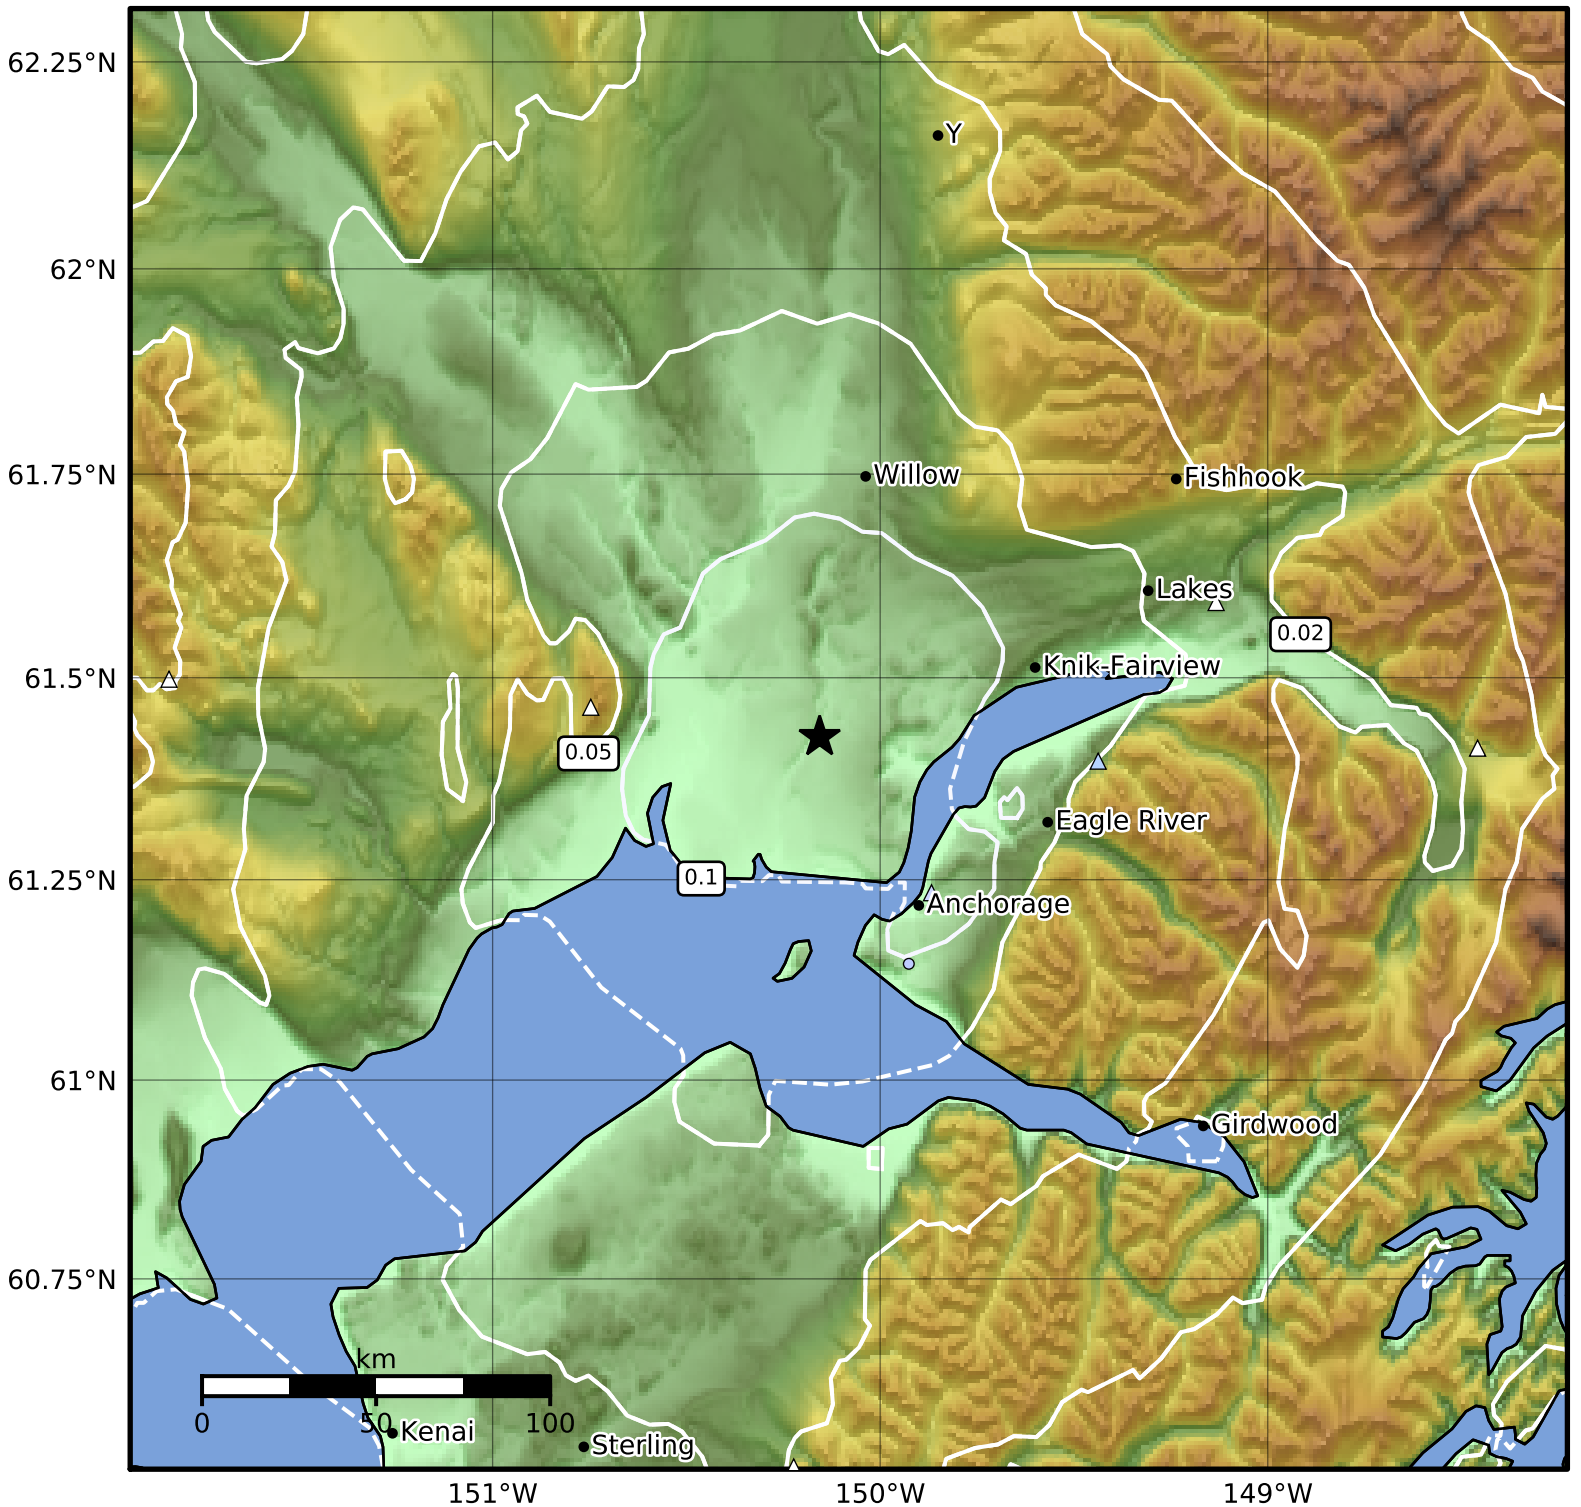 62.25°N
Y
62°N
61.75°N
Willow
Fishhook
Lakes
0.02
61.5°N
Knik-Fairview
0.05
Eagle River
61.25°N
0.1
Anchorage
61°N
Girdwood
60.75°N
km
0 50 100
Kenai
Sterling
151°W 150°W 149°W